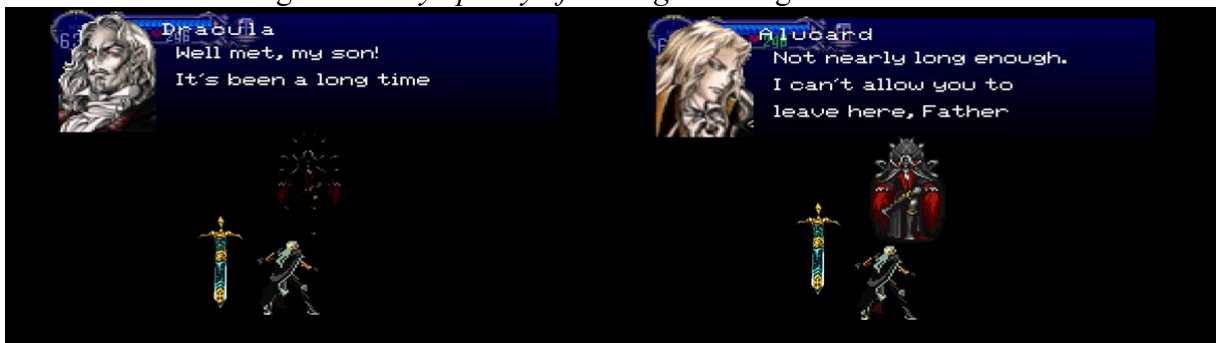 Dracula
Well met, my son!
It's been a long time
Alucard
Not nearly long enough.
I can't allow you to
leave here, Father